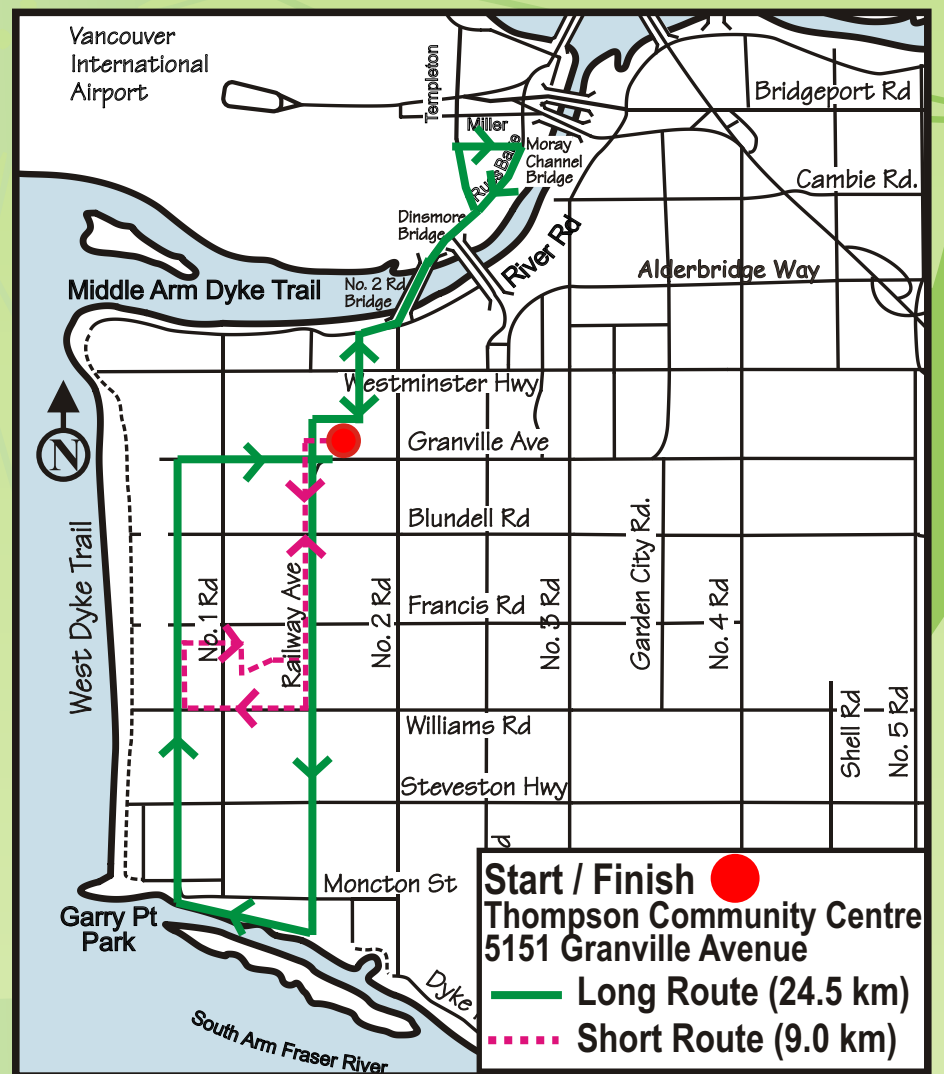 Vancouver
International
Airport
Templeton
Miller
Russ Baker
Moray
Channel
Bridge
Bridgeport Rd
Cambie Rd.
Dinsmore
Bridge
River Rd
Alderbridge Way
No. 2 Rd
Bridge
Middle Arm Dyke Trail
Westminster Hwy
N
Granville Ave
West Dyke Trail
Blundell Rd
No. 1 Rd
Railway Ave
No. 2 Rd
Francis Rd
No. 3 Rd
Garden City Rd.
No. 4 Rd
Williams Rd
Shell Rd
No. 5 Rd
Steveston Hwy
Moncton St
Garry Pt
Park
Dyke
South Arm Fraser River
Start / Finish
Thompson Community Centre
5151 Granville Avenue
Long Route (24.5 km)
Short Route (9.0 km)